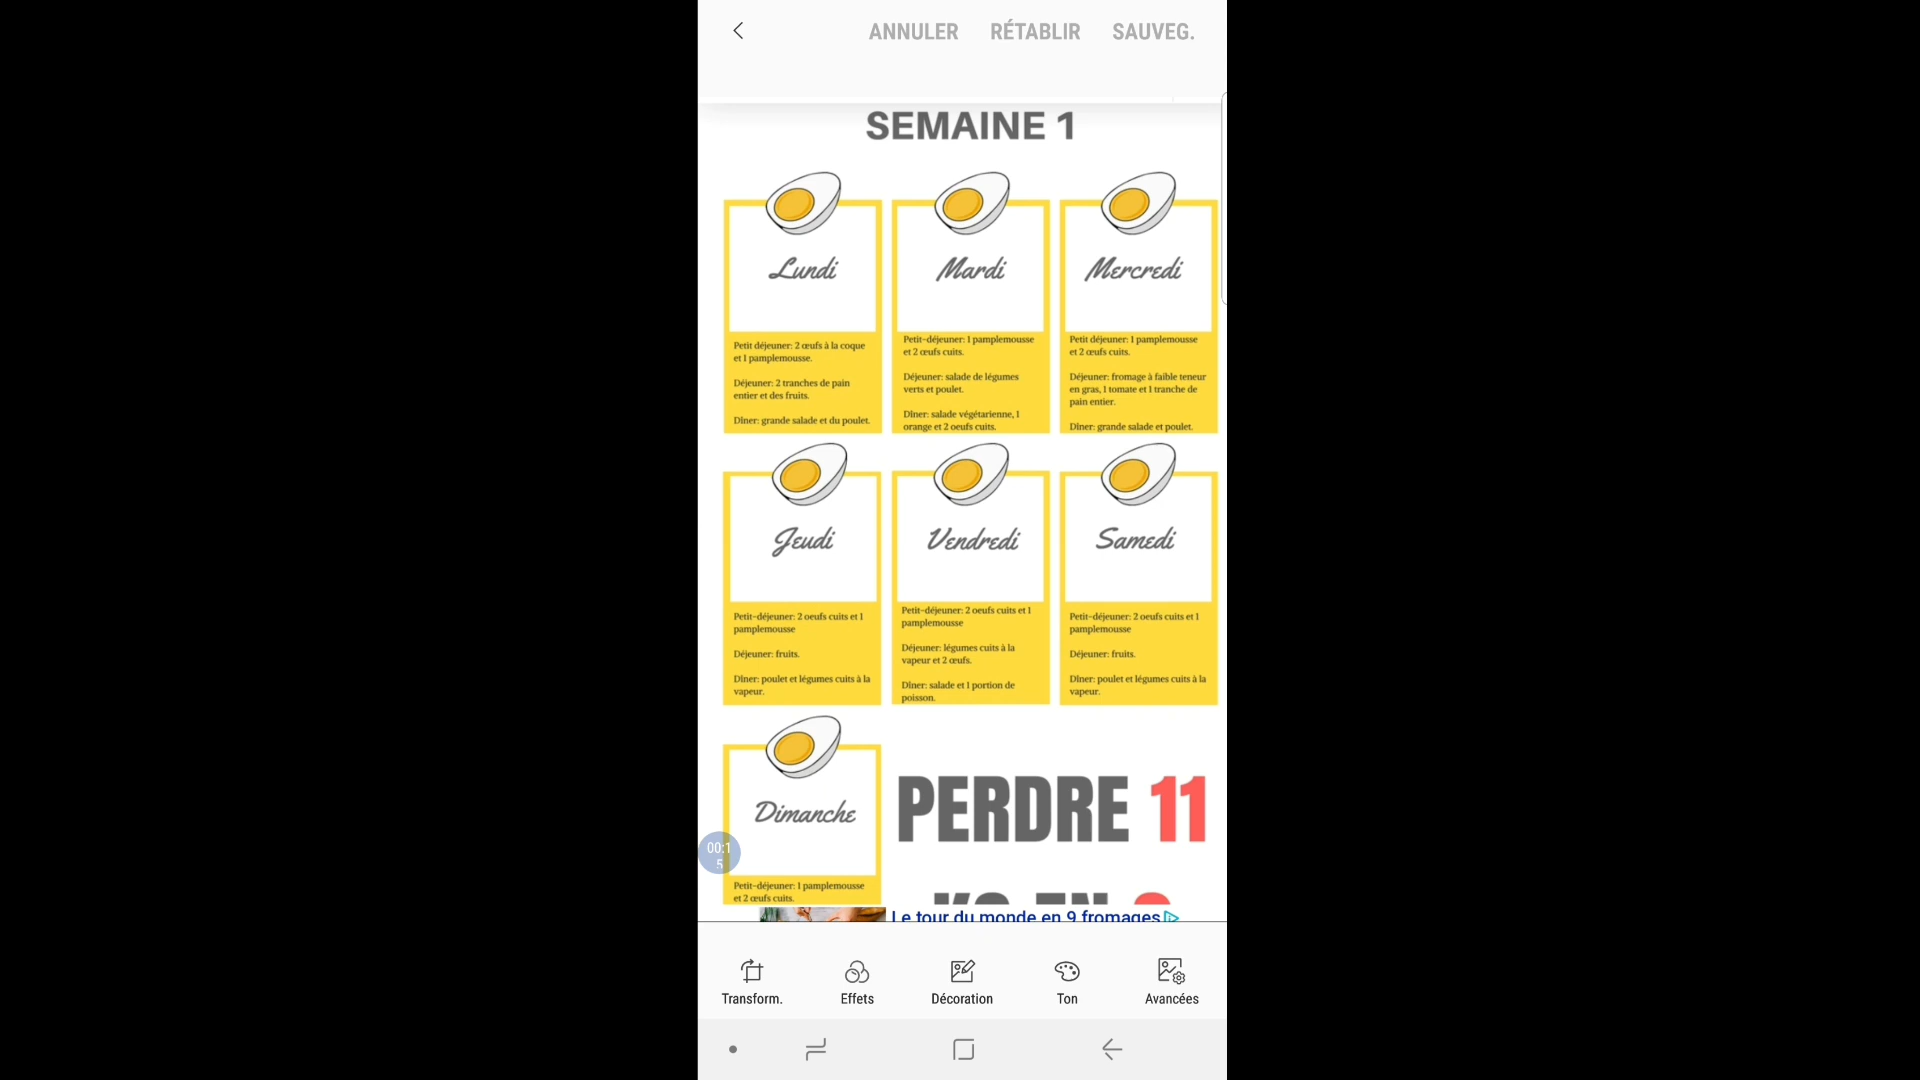 ANNULER RÉTABLIR SAUVEG.
SEMAINE 1
Lundi
Petit déjeuner: 2 œufs à la coque
et 1 pamplemousse.
Déjeuner: 2 tranches de pain
entier et des fruits.
Dîner: grande salade et du poulet.
Mardi
Petit-déjeuner: 1 pamplemousse
et 2 œufs cuits.
Déjeuner: salade de légumes
verts et poulet.
Dîner: salade végétarienne, 1
orange et 2 oeufs cuits.
Mercredi
Petit déjeuner: 1 pamplemousse
et 2 œufs cuits.
Déjeuner: fromage à faible teneur
en gras, 1 tomate et 1 tranche de
pain entier.
Dîner: grande salade et poulet.
Jeudi
Petit-déjeuner: 2 oeufs cuits et 1
pamplemousse
Déjeuner: fruits.
Dîner: poulet et légumes cuits à la
vapeur.
Vendredi
Petit-déjeuner: 2 oeufs cuits et 1
pamplemousse
Déjeuner: légumes cuits à la
vapeur et 2 œufs.
Dîner: salade et 1 portion de
poisson.
Samedi
Petit-déjeuner: 2 oeufs cuits et 1
pamplemousse
Déjeuner: fruits.
Dîner: poulet et légumes cuits à la
vapeur.
Dimanche
Petit-déjeuner: 1 pamplemousse
et 2 œufs cuits.
PERDRE 11
00:1
5
Le tour du monde en 9 fromages
Transform. Effets Décoration Ton Avancées